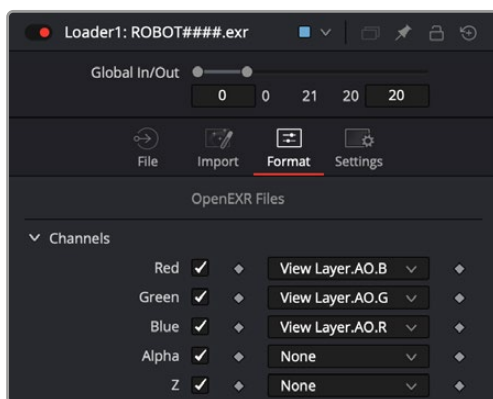 Loader1: ROBOT####.exr
Global In/Out
0 0 21 20 20
File Import Format Settings
OpenEXR Files
Channels
Red View Layer.AO.B
Green View Layer.AO.G
Blue View Layer.AO.R
Alpha None
Z None